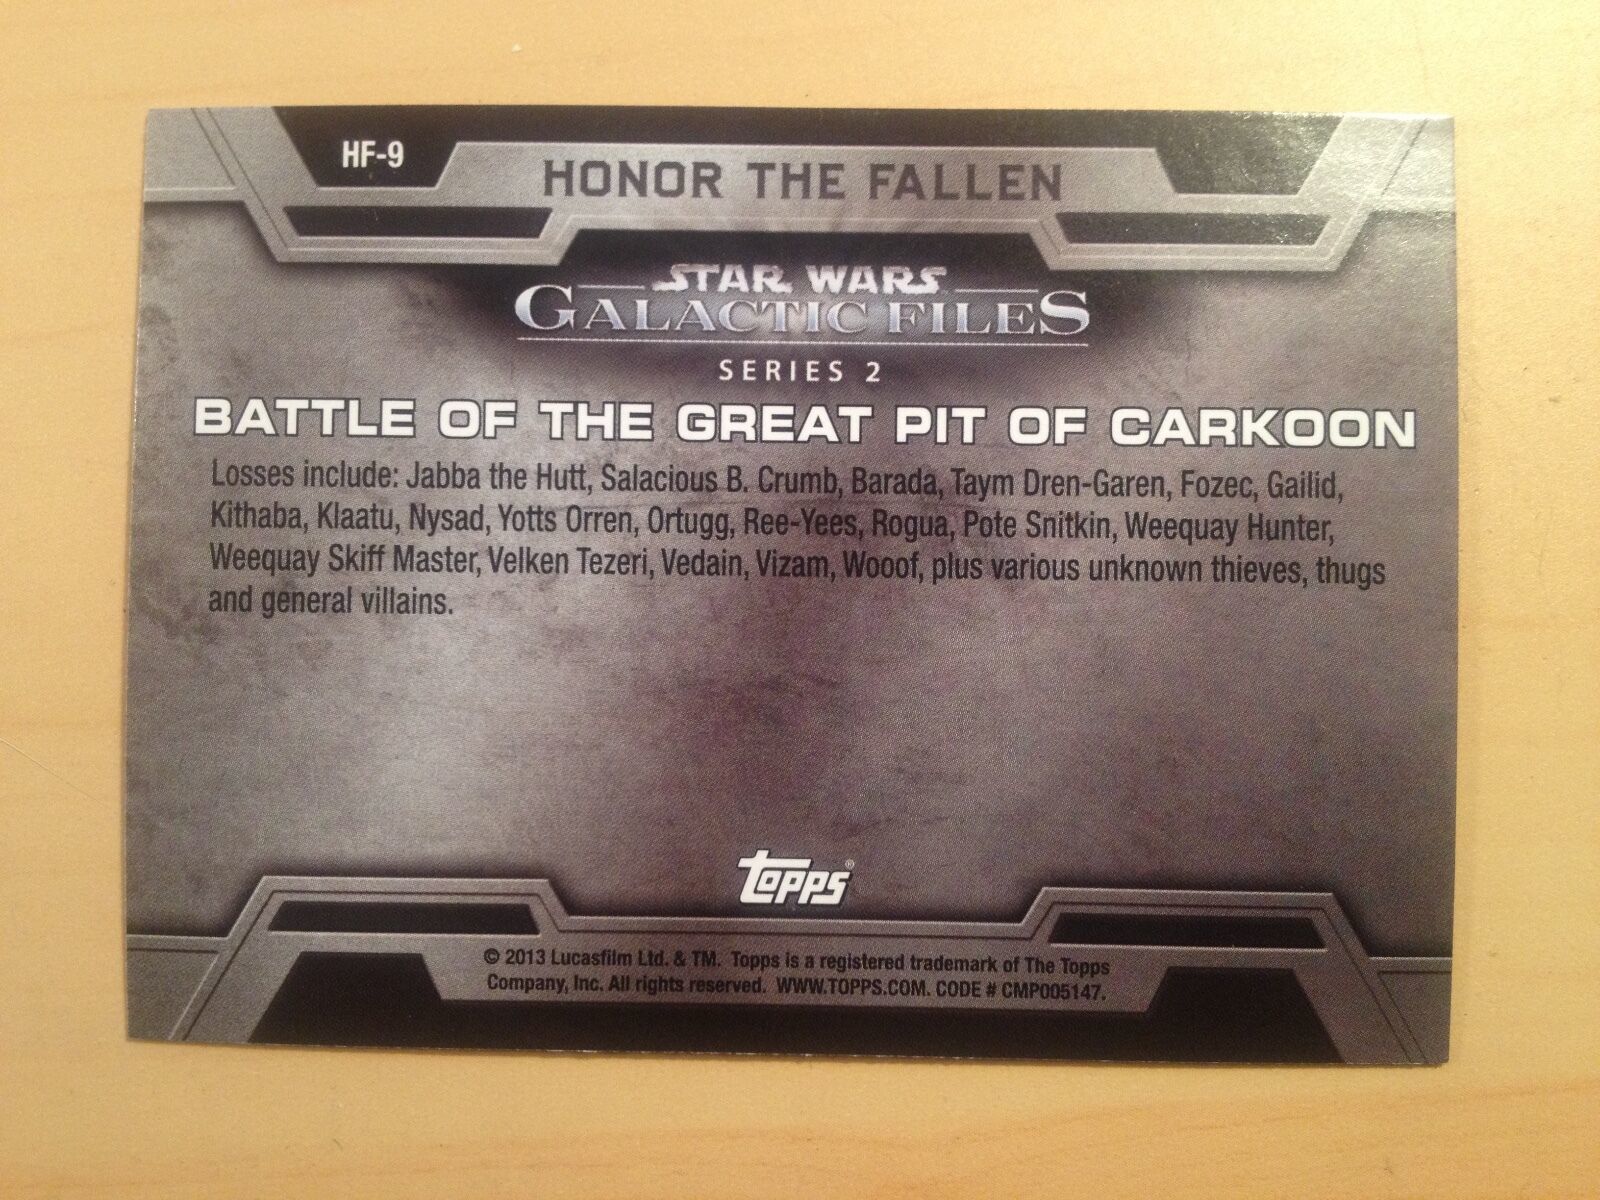 HF-9
HONOR THE FALLEN
STAR WARS
GALACTIC FILES
SERIES 2
BATTLE OF THE GREAT PIT OF CARKOON
Losses include: Jabba the Hutt, Salacious B. Crumb, Barada, Taym Dren-Garen, Fozec, Gailid,
Kithaba, Klaatu, Nysad, Yotts Orren, Ortugg, Ree-Yees, Rogua, Pote Snitkin, Weequay Hunter,
Weequay Skiff Master, Velken Tezeri, Vedain, Vizam, Wooof, plus various unknown thieves, thugs
and general villains.
Topps®
© 2013 Lucasfilm Ltd. & TM. Topps is a registered trademark of The Topps
Company, Inc. All rights reserved. WWW.TOPPS.COM. CODE # CMP005147.